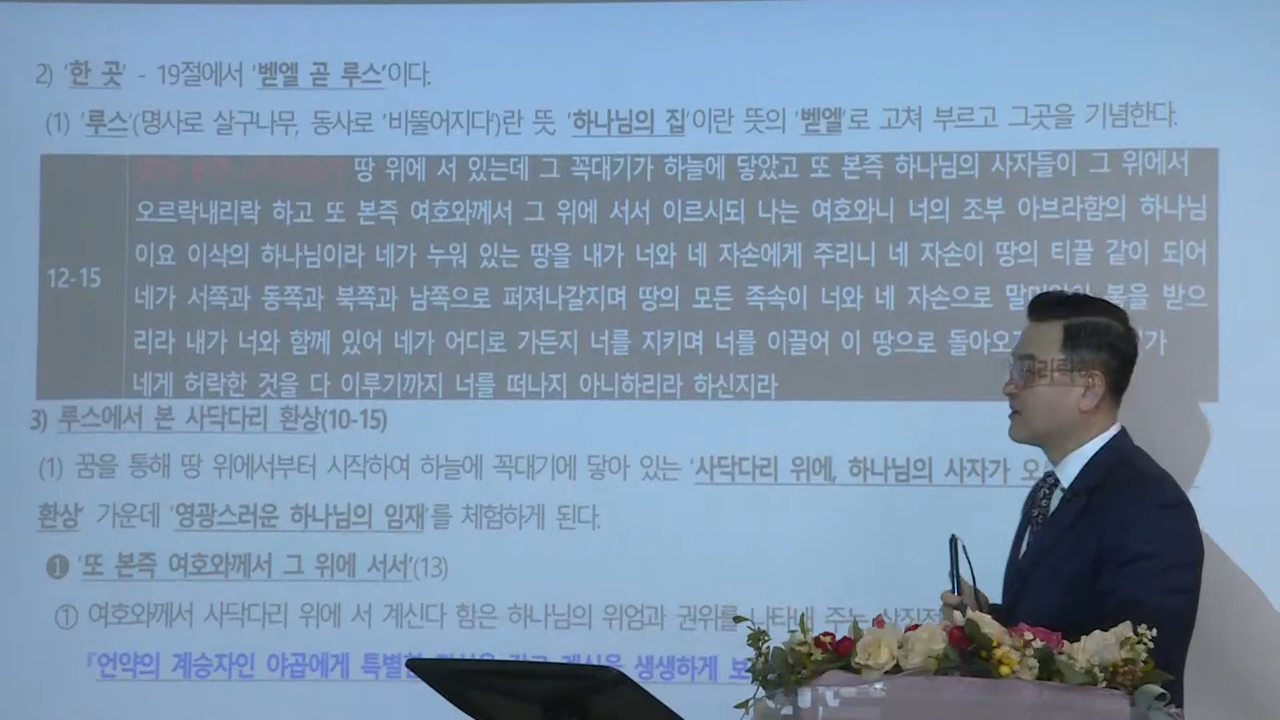 2) '한 곳' - 19절에서 '벧엘 곧 루스'이다.
(1) '루스'(명사로 살구나무, 동사로 '비뚤어지다')란 뜻 '하나님의 집'이란 뜻의 '벧엘'로 고쳐 부르고 그곳을 기념한다.
땅 위에 서 있는데 그 꼭대기가 하늘에 닿았고 또 본즉 하나님의 사자들이 그 위에서
오르락내리락 하고 또 본즉 여호와께서 그 위에 서서 이르시되 나는 여호와니 너의 조부 아브라함의 하나님
이요 이삭의 하나님이라 네가 누워 있는 땅을 내가 너와 네 자손에게 주리니 네 자손이 땅의 티끌 같이 되어
12-15
네가 서쪽과 동쪽과 북쪽과 남쪽으로 퍼져나갈지며 땅의 모든 족속이 너와 네 자손으로 복을 받으
리라 내가 너와 함께 있어 네가 어디로 가든지 너를 지키며 너를 이끌어 이 땅으로
네게 허락한 것을 다 이루기까지 너를 떠나지 아니하리라 하신지라
3) 루스에서 본 사닥다리 환상(10-15)
(1) 꿈을 통해 땅 위에서부터 시작하여 하늘에 꼭대기에 닿아 있는 '사닥다리 위에, 하나님의 사자가
환상' 가운데 '영광스러운 하나님의 임재'를 체험하게 된다.
❶ '또 본즉 여호와께서 그 위에 서서'(13)
① 여호와께서 사닥다리 위에 서 계신다 함은 하나님의 위엄과 권위를
『언약의 계승자인 야곱에게 생생하게